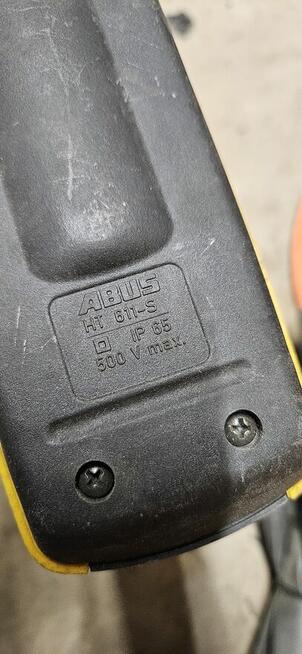 ABUS
HT 611-S
IP 65
500 V max.